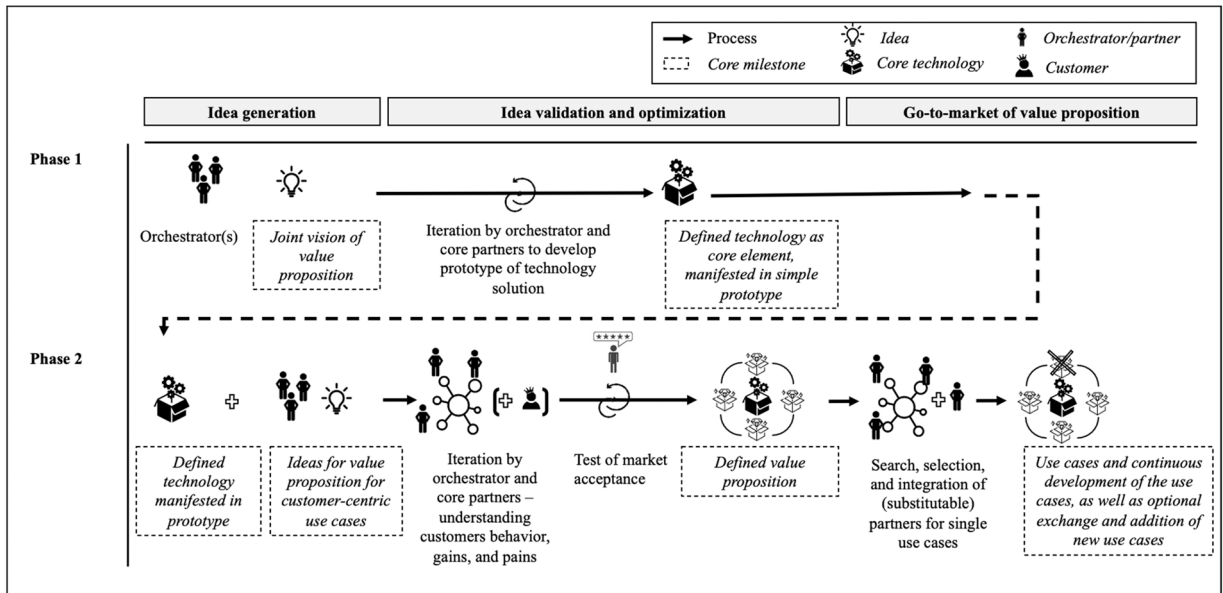 Process
Idea
Orchestrator/partner
Core milestone
Core technology
Customer
Idea generation
Idea validation and optimization
Go-to-market of value proposition
Phase 1
Orchestrator(s)
Joint vision of
value
proposition
Iteration by orchestrator and
core partners to develop
prototype of technology
solution
Defined technology as
core element,
manifested in simple
prototype
Phase 2
Defined
technology
manifested in
prototype
Ideas for value
proposition for
customer-centric
use cases
Iteration by
orchestrator and
core partners –
understanding
customers behavior,
gains, and pains
Test of market
acceptance
Defined value
proposition
Search, selection,
and integration of
(substitutable)
partners for single
use cases
Use cases and continuous
development of the use
cases, as well as optional
exchange and addition of
new use cases